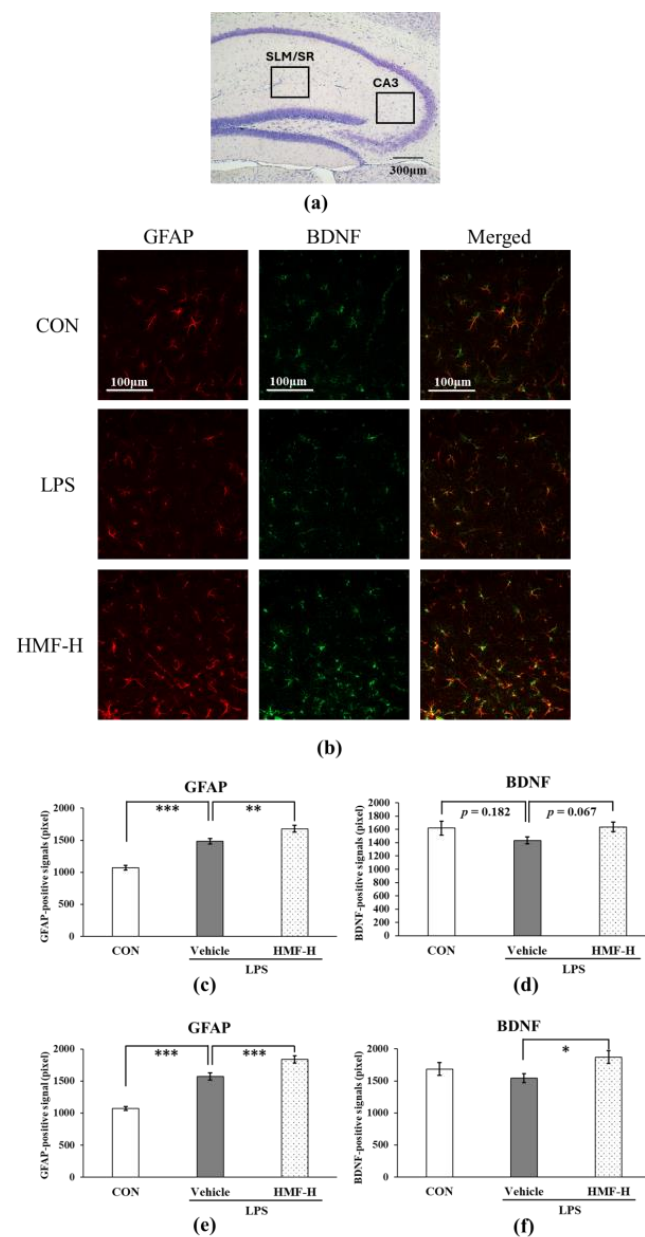 SLM/SR
CA3
300μm
(a)
GFAP BDNF Merged
CON
100μm 100μm 100μm
LPS
HMF-H
(b)
GFAP
GFAP-positive signals (pixel)
2000
1500
1000
500
0
*** **
CON Vehicle HMF-H
LPS
(c)
BDNF
BDNF-positive signals (pixel)
1800
1600
1400
1200
1000
800
600
400
200
0
p = 0.182 p = 0.067
CON Vehicle HMF-H
LPS
(d)
GFAP
GFAP-positive signal (pixel)
2000
1500
1000
500
0
*** ***
CON Vehicle HMF-H
LPS
(e)
BDNF
BDNF-positive signals (pixel)
2000
1500
1000
500
0
*
CON Vehicle HMF-H
LPS
(f)